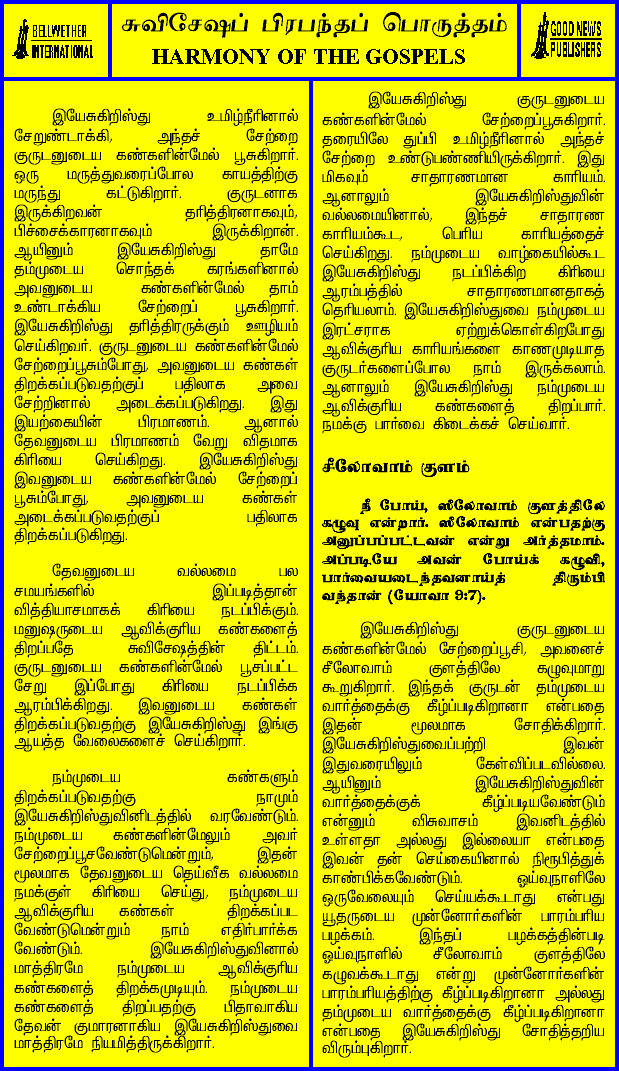 BELLWETHER
INTERNATIONAL
சுவிசேஷப் பிரபந்தப் பொருத்தம்
HARMONY OF THE GOSPELS
GOOD NEWS
PUBLISHERS
இயேசுகிறிஸ்து உமிழ்நீரினால்
சேறுண்டாக்கி, அந்தச் சேற்றை
குருடனுடைய கண்களின்மேல் பூசுகிறார்.
ஒரு மருத்துவரைப்போல காயத்திற்கு
மருந்து கட்டுகிறார். குருடனாக
இருக்கிறவன் தரித்திரனாகவும்,
பிச்சைக்காரனாகவும் இருக்கிறான்.
ஆயினும் இயேசுகிறிஸ்து தாமே
தம்முடைய சொந்தக் கரங்களினால்
அவனுடைய கண்களின்மேல் தாம்
உண்டாக்கிய சேற்றைப் பூசுகிறார்.
இயேசுகிறிஸ்து தரித்திரருக்கும் ஊழியம்
செய்கிறவர். குருடனுடைய கண்களின்மேல்
சேற்றைப்பூசும்போது, அவனுடைய கண்கள்
திறக்கப்படுவதற்குப் பதிலாக அவை
சேற்றினால் அடைக்கப்படுகிறது. இது
இயற்கையின் பிரமாணம். ஆனால்
தேவனுடைய பிரமாணம் வேறு விதமாக
கிரியை செய்கிறது. இயேசுகிறிஸ்து
இவனுடைய கண்களின்மேல் சேற்றைப்
பூசும்போது, அவனுடைய கண்கள்
அடைக்கப்படுவதற்குப் பதிலாக
திறக்கப்படுகிறது.
தேவனுடைய வல்லமை பல
சமயங்களில் இப்படித்தான்
வித்தியாசமாகக் கிரியை நடப்பிக்கும்.
மனுஷருடைய ஆவிக்குரிய கண்களைத்
திறப்பதே சுவிசேஷத்தின் திட்டம்.
குருடனுடைய கண்களின்மேல் பூசப்பட்ட
சேறு இப்போது கிரியை நடப்பிக்க
ஆரம்பிக்கிறது. இவனுடைய கண்கள்
திறக்கப்படுவதற்கு இயேசுகிறிஸ்து இங்கு
ஆயத்த வேலைகளைச் செய்கிறார்.
நம்முடைய கண்களும்
திறக்கப்படுவதற்கு நாமும்
இயேசுகிறிஸ்துவினிடத்தில் வரவேண்டும்.
நம்முடைய கண்களின்மேலும் அவர்
சேற்றைப்பூசவேண்டுமென்றும், இதன்
மூலமாக தேவனுடைய தெய்வீக வல்லமை
நமக்குள் கிரியை செய்து, நம்முடைய
ஆவிக்குரிய கண்கள் திறக்கப்பட
வேண்டுமென்றும் நாம் எதிர்பார்க்க
வேண்டும். இயேசுகிறிஸ்துவினால்
மாத்திரமே நம்முடைய ஆவிக்குரிய
கண்களைத் திறக்கமுடியும். நம்முடைய
கண்களைத் திறப்பதற்கு பிதாவாகிய
தேவன் குமாரனாகிய இயேசுகிறிஸ்துவை
மாத்திரமே நியமித்திருக்கிறார்.
இயேசுகிறிஸ்து குருடனுடைய
கண்களின்மேல் சேற்றைப்பூசுகிறார்.
தரையிலே துப்பி உமிழ்நீரினால் அந்தச்
சேற்றை உண்டுபண்ணியிருக்கிறார். இது
மிகவும் சாதாரணமான காரியம்.
ஆனாலும் இயேசுகிறிஸ்துவின்
வல்லமையினால், இந்தச் சாதாரண
காரியம்கூட, பெரிய காரியத்தைச்
செய்கிறது. நம்முடைய வாழ்கையில்கூட
இயேசுகிறிஸ்து நடப்பிக்கிற கிரியை
ஆரம்பத்தில் சாதாரணமானதாகத்
தெரியலாம். இயேசுகிறிஸ்துவை நம்முடைய
இரட்சராக ஏற்றுக்கொள்கிறபோது
ஆவிக்குரிய காரியங்களை காணமுடியாத
குருடர்களைப்போல நாம் இருக்கலாம்.
ஆனாலும் இயேசுகிறிஸ்து நம்முடைய
ஆவிக்குரிய கண்களைத் திறப்பார்.
நமக்கு பார்வை கிடைக்கச் செய்வார்.
சீலோவாம் குளம்
நீ போய், ஸீலோவாம் குளத்திலே
கழுவு என்றார். ஸீலோவாம் என்பதற்கு
அனுப்பப்பட்டவன் என்று அர்த்தமாம்.
அப்படியே அவன் போய்க் கழுவி,
பார்வையடைந்தவனாய்த் திரும்பி
வந்தான் (யோவா 9:7).
இயேசுகிறிஸ்து குருடனுடைய
கண்களின்மேல் சேற்றைப்பூசி, அவனைச்
சீலோவாம் குளத்திலே கழுவுமாறு
கூறுகிறார். இந்தக் குருடன் தம்முடைய
வார்த்தைக்கு கீழ்ப்படிகிறானா என்பதை
இதன் மூலமாக சோதிக்கிறார்.
இயேசுகிறிஸ்துவைப்பற்றி இவன்
இதுவரையிலும் கேள்விப்படவில்லை.
ஆயினும் இயேசுகிறிஸ்துவின்
வார்த்தைக்குக் கீழ்ப்படியவேண்டும்
என்னும் விசுவாசம் இவனிடத்தில்
உள்ளதா அல்லது இல்லையா என்பதை
இவன் தன் செய்கையினால் நிரூபித்துக்
காண்பிக்கவேண்டும். ஓய்வுநாளிலே
ஒருவேலையும் செய்யக்கூடாது என்பது
யூதருடைய முன்னோர்களின் பாரம்பரிய
பழக்கம். இந்தப் பழக்கத்தின்படி
ஓய்வுநாளில் சீலோவாம் குளத்திலே
கழுவக்கூடாது என்று முன்னோர்களின்
பாரம்பரியத்திற்கு கீழ்ப்படிகிறானா அல்லது
தம்முடைய வார்த்தைக்கு கீழ்ப்படிகிறானா
என்பதை இயேசுகிறிஸ்து சோதித்தறிய
விரும்புகிறார்.